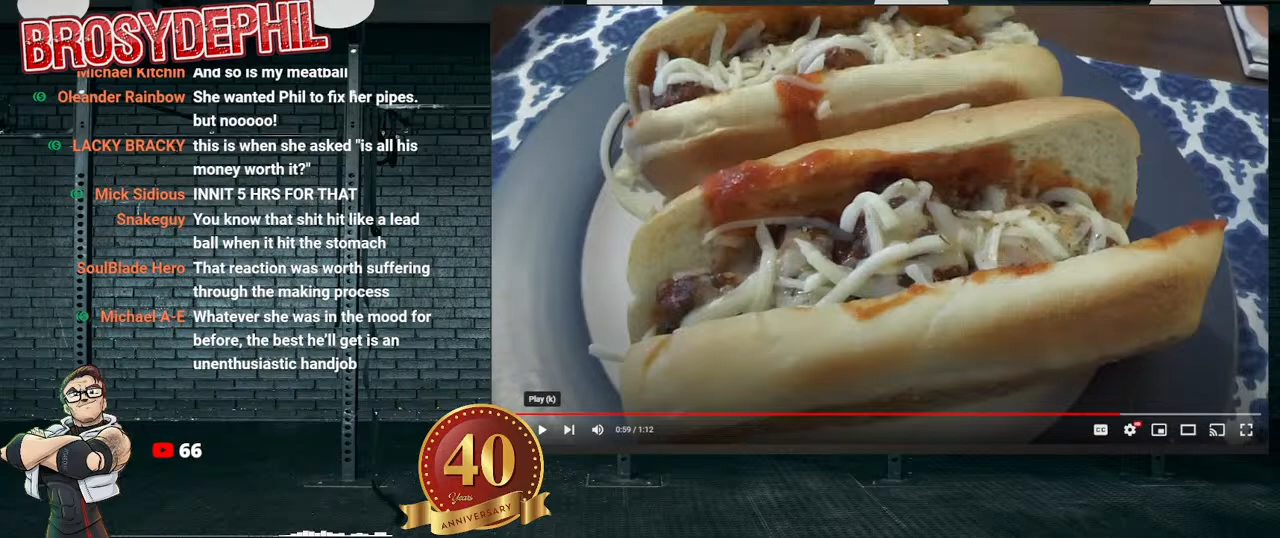 BROSYDEPHIL
Michael Kitchin And so is my meatball
Oleander Rainbow She wanted Phil to fix her pipes.
but nooooo!
LACKY BRACKY this is when she asked "is all his
money worth it?"
Mick Sidious INNIT 5 HRS FOR THAT
Snakeguy You know that shit hit like a lead
ball when it hit the stomach
SoulBlade Hero That reaction was worth suffering
through the making process
Michael A-E Whatever she was in the mood for
before, the best he'll get is an
unenthusiastic handjob
Play (k)
0:59 / 1:12
CC
66
40
Years
ANNIVERSARY